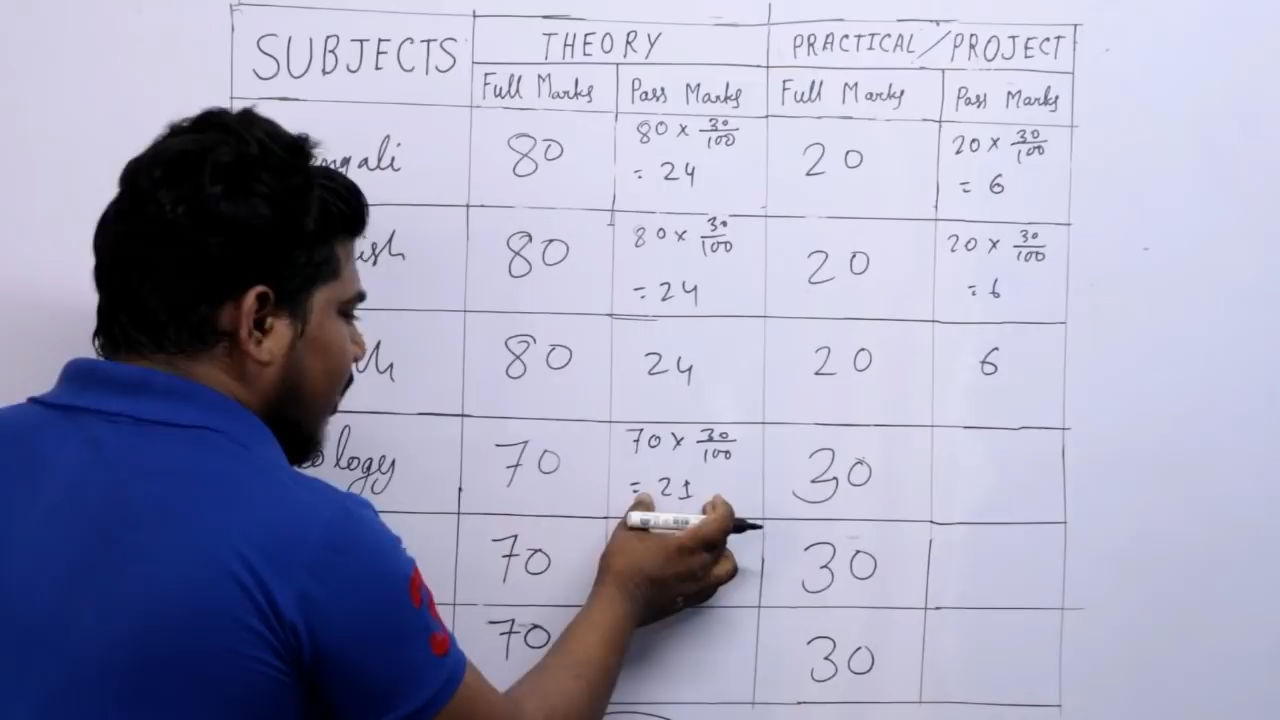 SUBJECTS THEORY PRACTICAL/PROJECT
Full Marks Pass Marks Full Marks Pass Marks
80 80 × 30/100 = 24 20 20 × 30/100 = 6
80 80 × 30/100 = 24 20 20 × 30/100 = 6
80 24 20 6
70 70 × 30/100 = 21 30
70 30
70 30